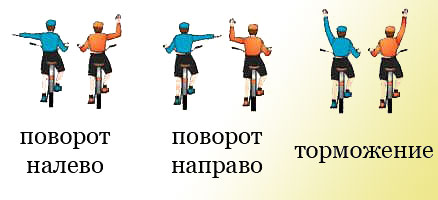 поворот
налево
поворот
направо
торможение